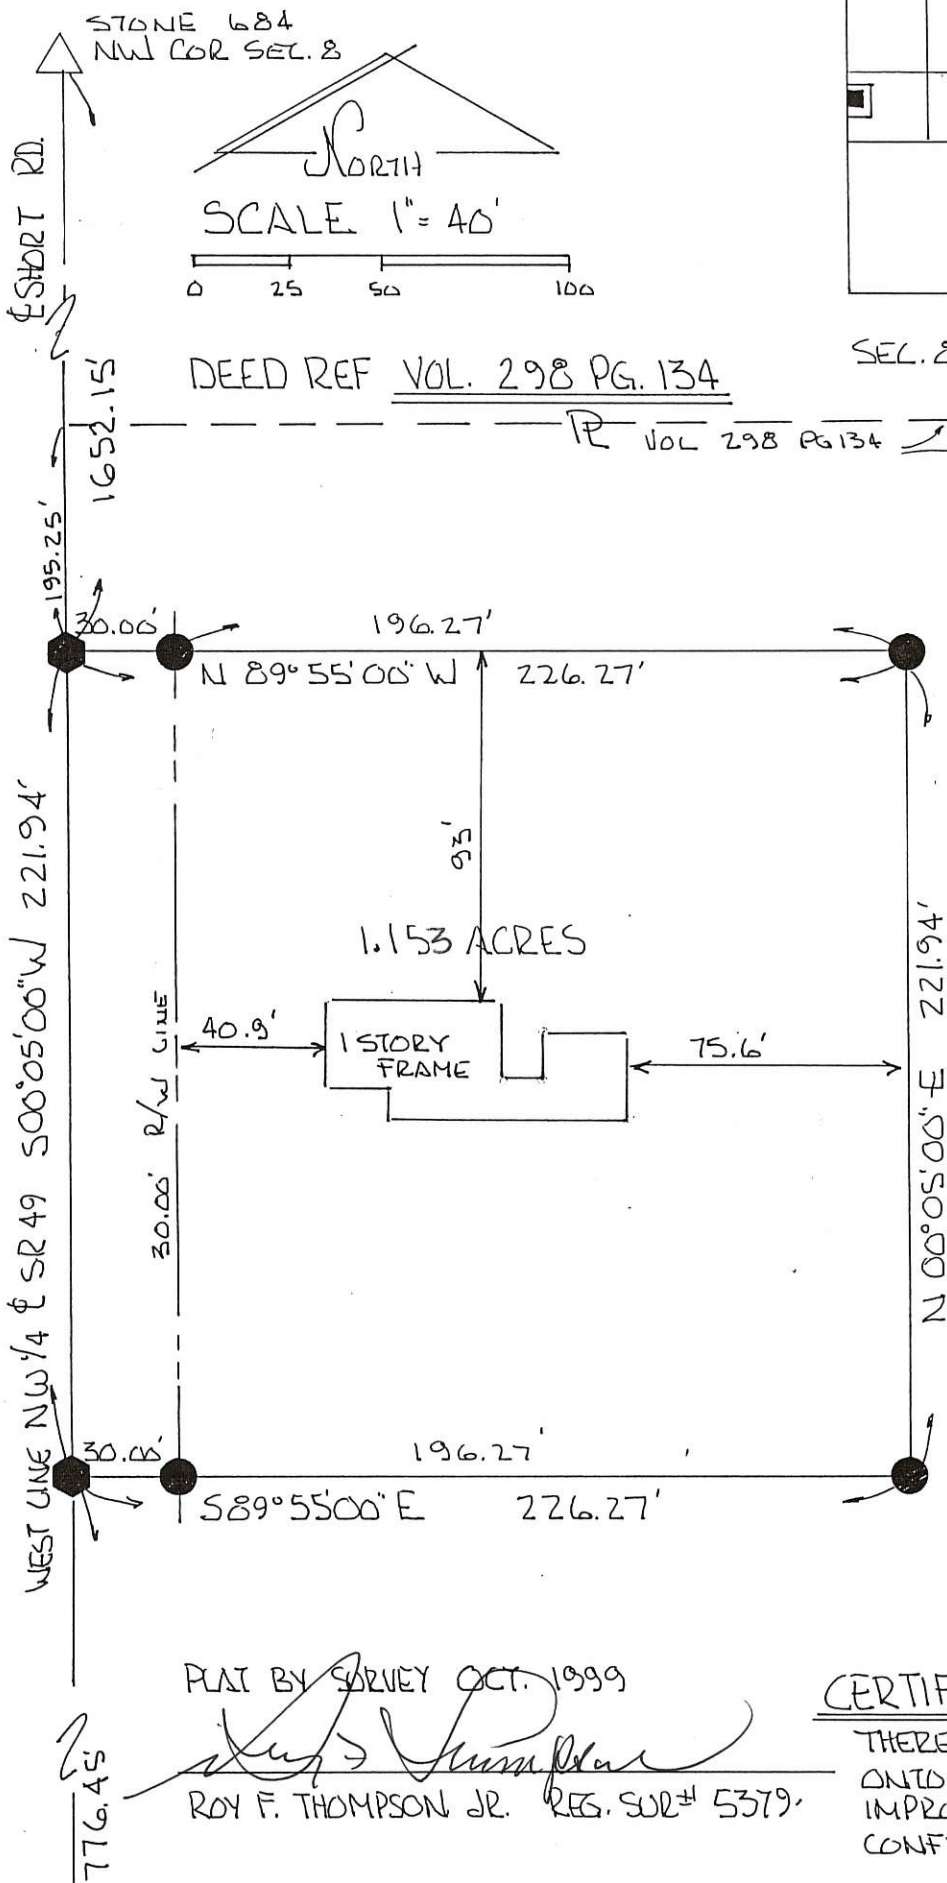 STONE 684
NW COR SEC. 8
NORTH
SCALE 1" = 40'
0 25 50 100
℄ SHORT RD.
SEC. 8
DEED REF VOL. 298 PG. 134
PL VOL 298 PG 134
1652.15'
195.25'
30.00' 196.27'
N 89°55'00" W 226.27'
93'
1.153 ACRES
40.9' 1 STORY
FRAME
75.6'
30.00' R/W LINE
WEST LINE NW 1/4 ℄ SR 49 S00°05'00"W 221.94'
N 00°05'00" E 221.94'
30.00' 196.27'
S89°55'00" E 226.27'
776.45'
PLAT BY SURVEY OCT. 1999
ROY F. THOMPSON JR. REG. SUR # 5379.
CERTIF
THERE
ONTO
IMPRO
CONF